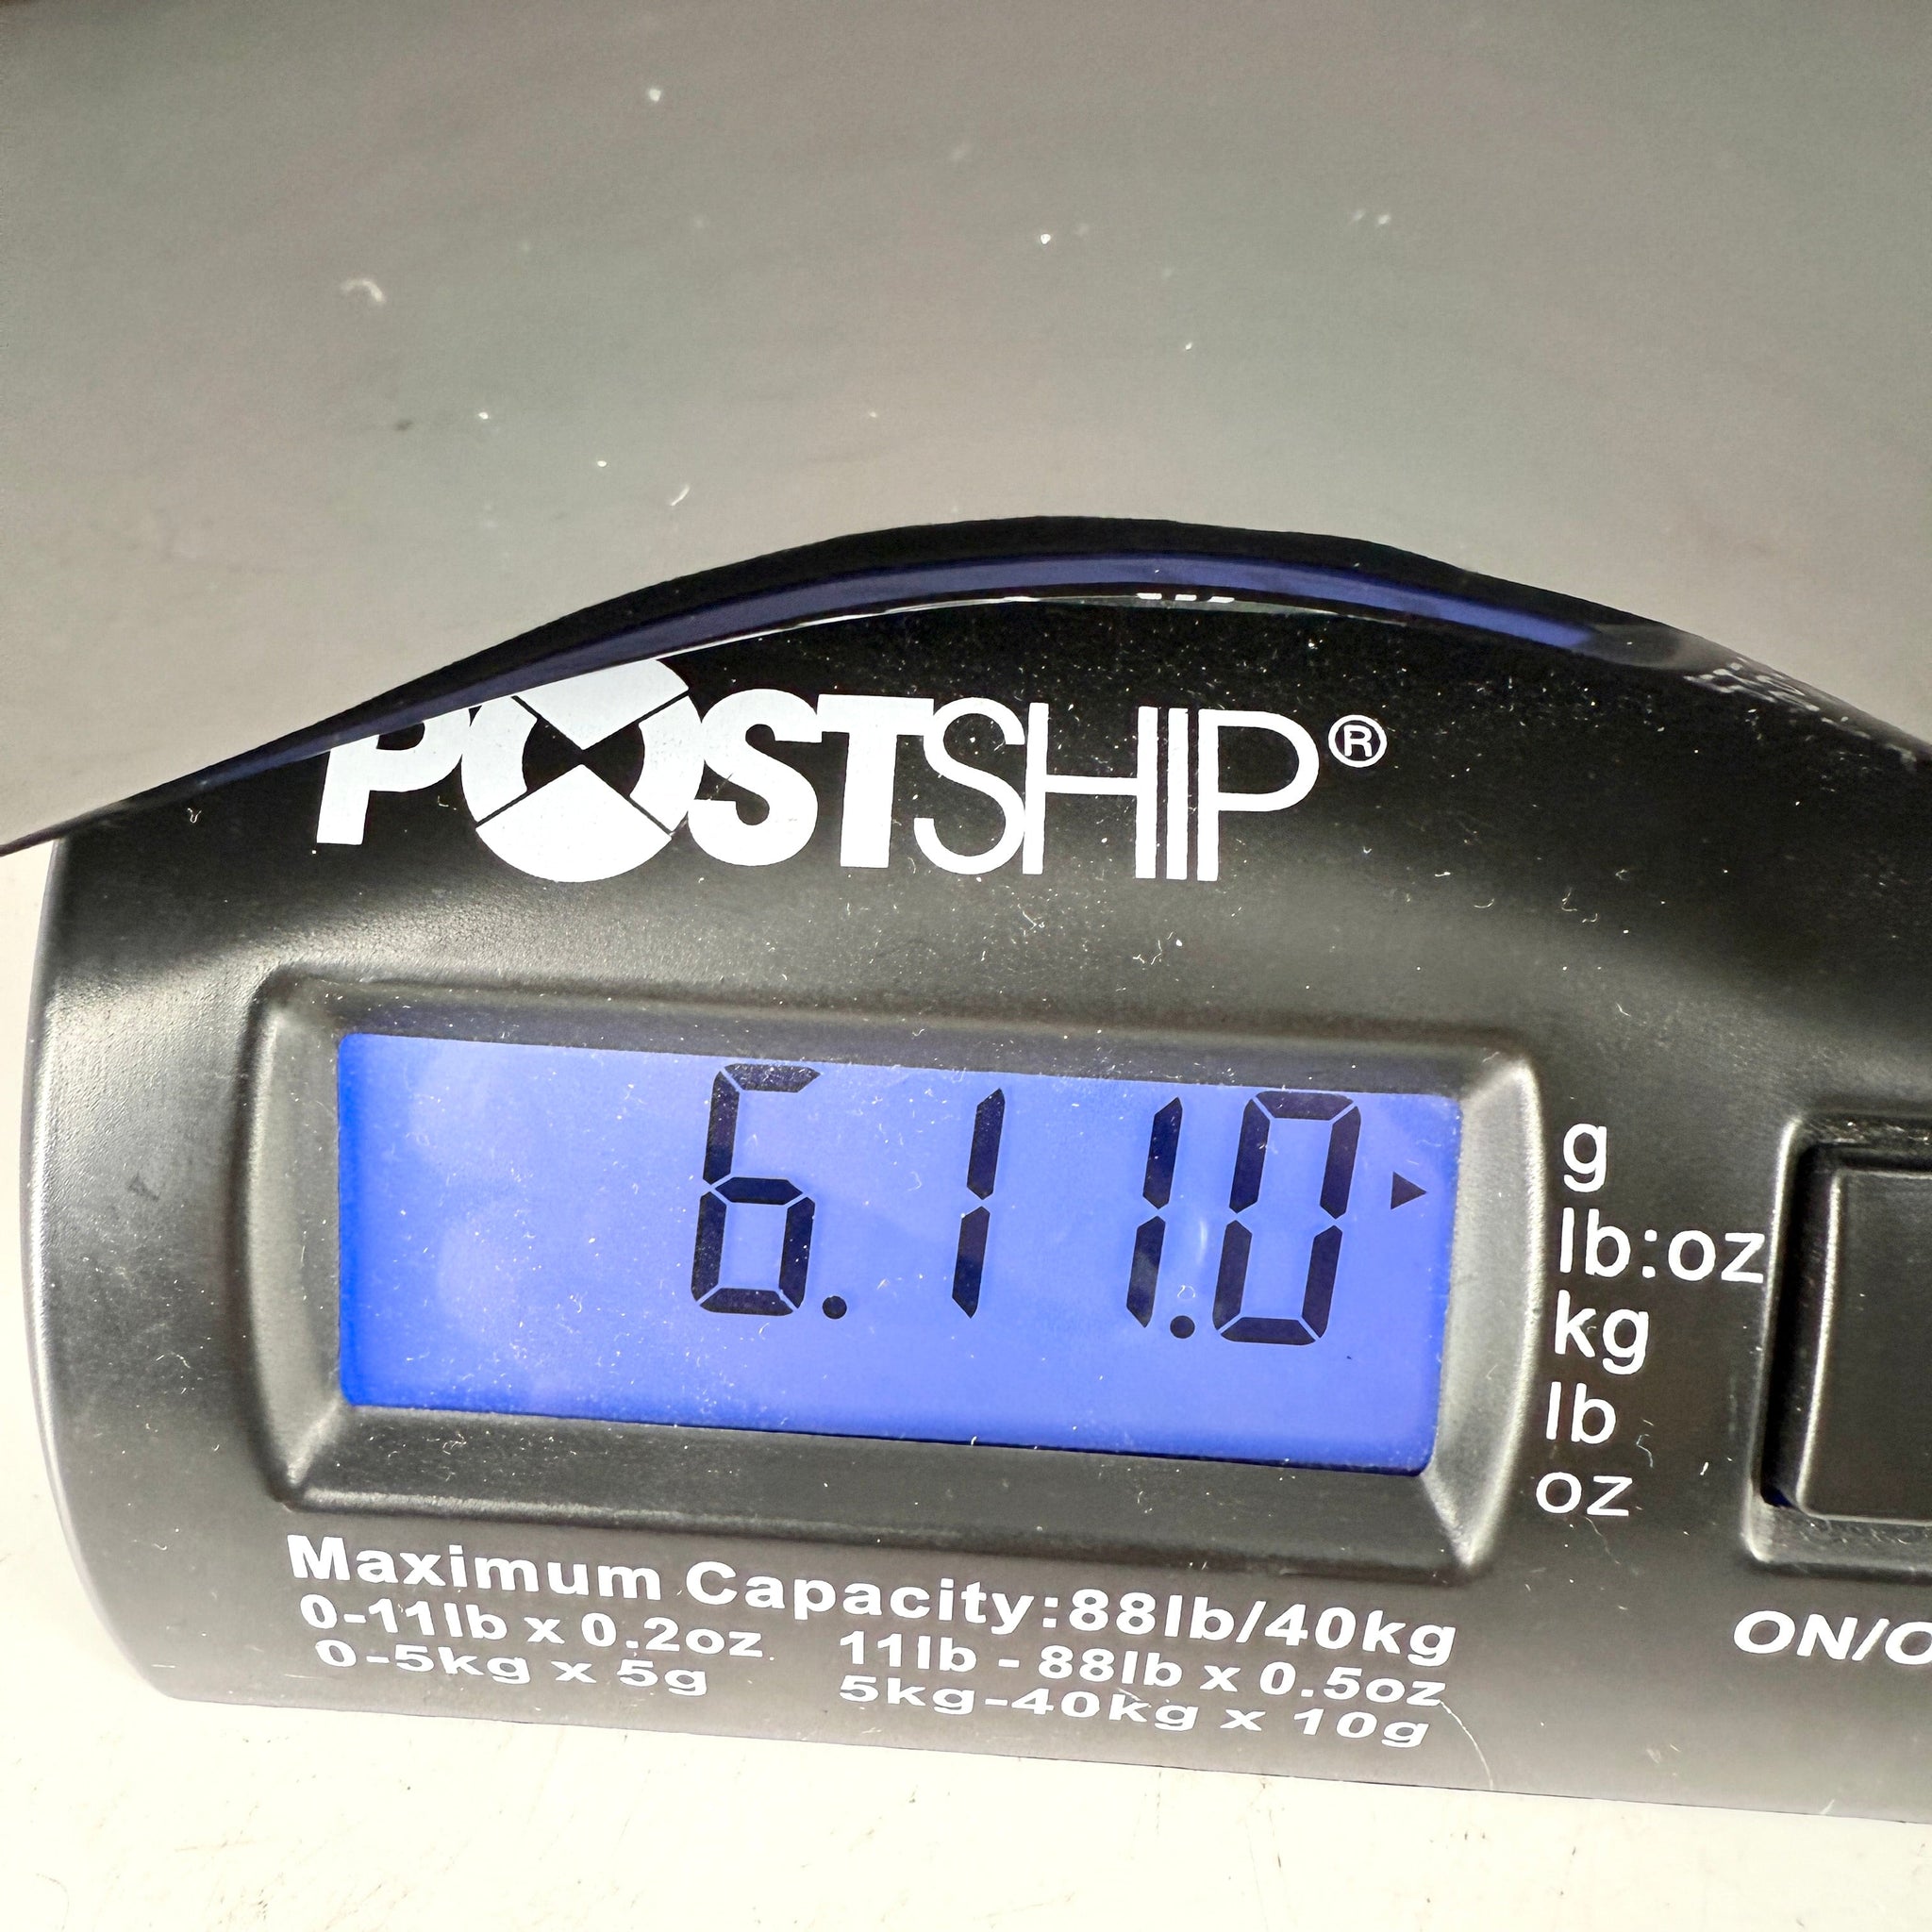 POSTSHIP®
6.11.0
g
lb:oz
kg
lb
oz
Maximum Capacity:88lb/40kg
0-11lb x 0.2oz 11lb - 88lb x 0.5oz
0-5kg x 5g 5kg-40kg x 10g
ON/O